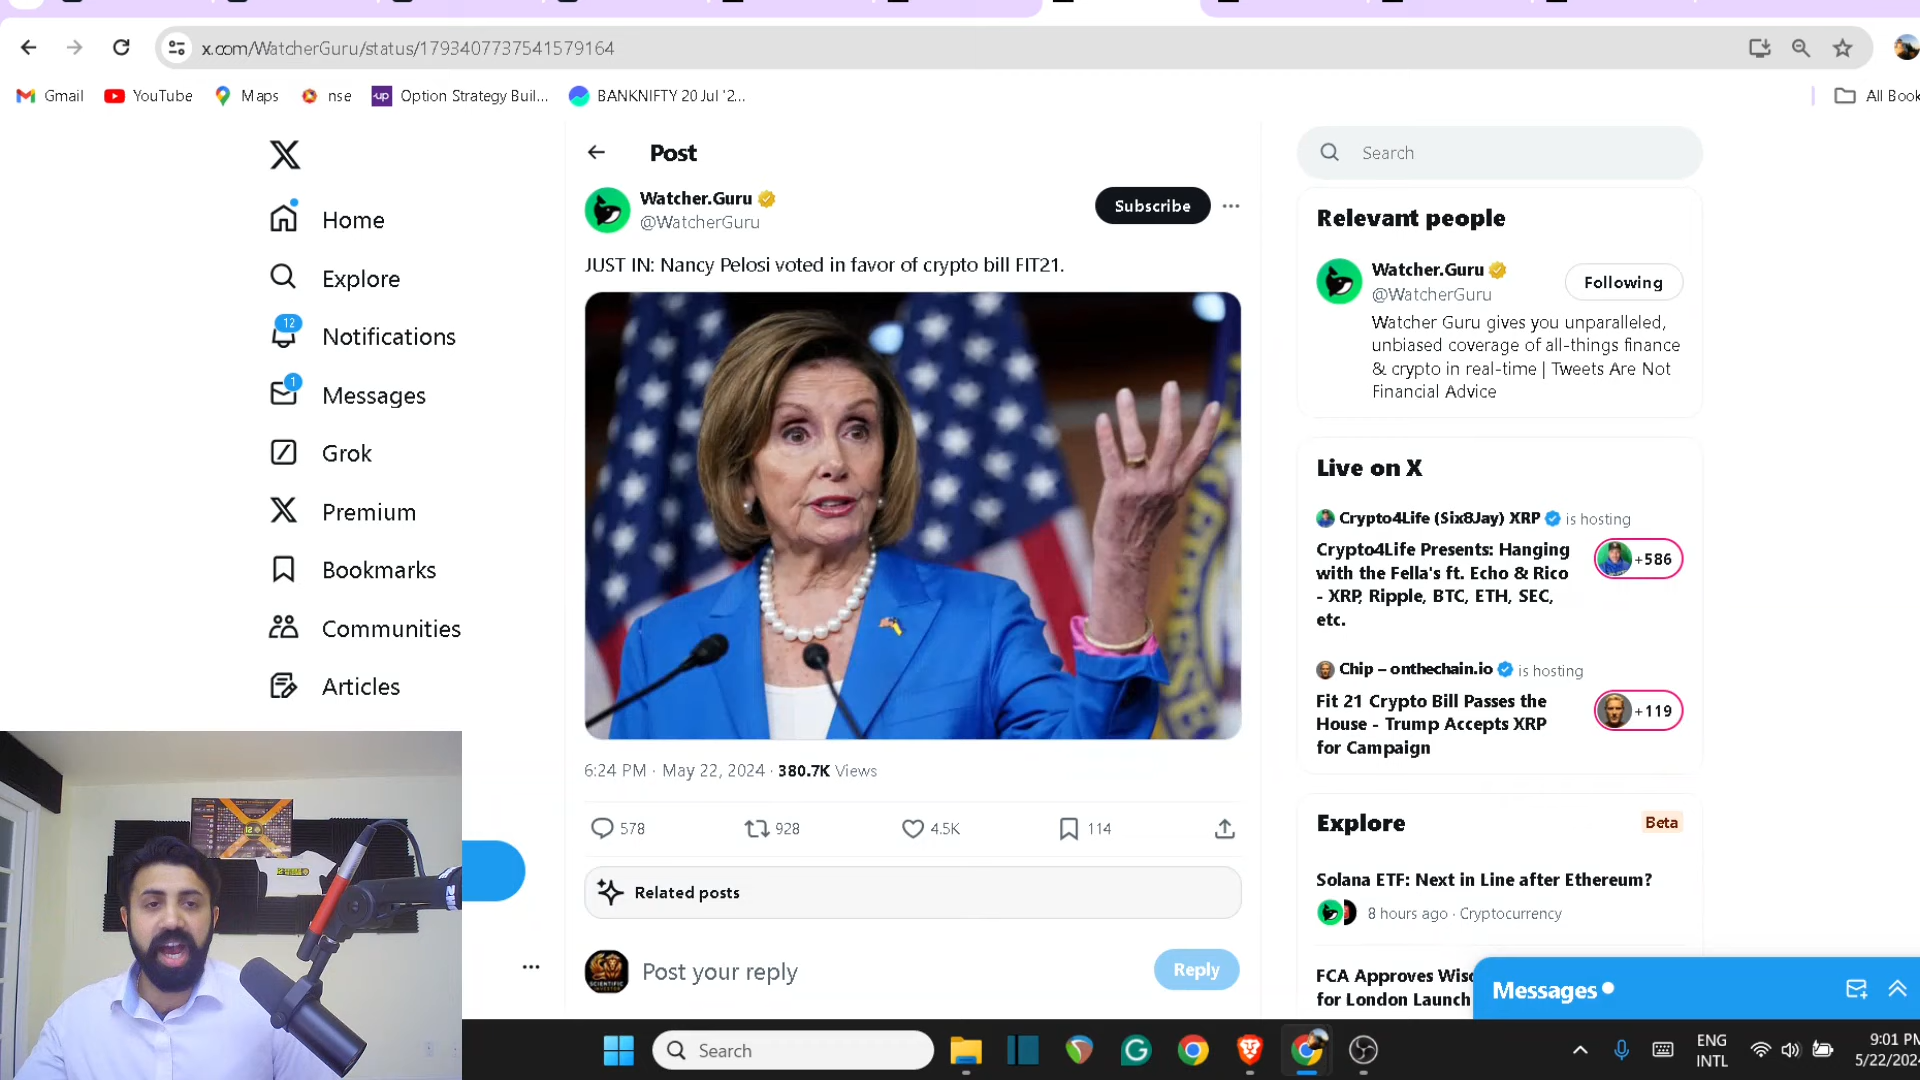 x.com/WatcherGuru/status/1793407737541579164
Gmail
YouTube
Maps
nse
up
Option Strategy Buil...
BANKNIFTY 20 Jul '2...
All Book
Home
Explore
12
Notifications
1
Messages
Grok
Premium
Bookmarks
Communities
Articles
Post
Watcher.Guru
@WatcherGuru
Subscribe
JUST IN: Nancy Pelosi voted in favor of crypto bill FIT21.
6:24 PM · May 22, 2024 · 380.7K Views
578
928
4.5K
114
Related posts
Post your reply
Reply
Search
Relevant people
Watcher.Guru
@WatcherGuru
Following
Watcher Guru gives you unparalleled,
unbiased coverage of all-things finance
& crypto in real-time | Tweets Are Not
Financial Advice
Live on X
Crypto4Life (Six8Jay) XRP is hosting
Crypto4Life Presents: Hanging
with the Fella's ft. Echo & Rico
- XRP, Ripple, BTC, ETH, SEC,
etc.
+586
Chip – onthechain.io is hosting
Fit 21 Crypto Bill Passes the
House - Trump Accepts XRP
for Campaign
+119
Explore
Beta
Solana ETF: Next in Line after Ethereum?
8 hours ago · Cryptocurrency
FCA Approves
for London Launch
Messages
Search
ENG
INTL
9:01 PM
5/22/202